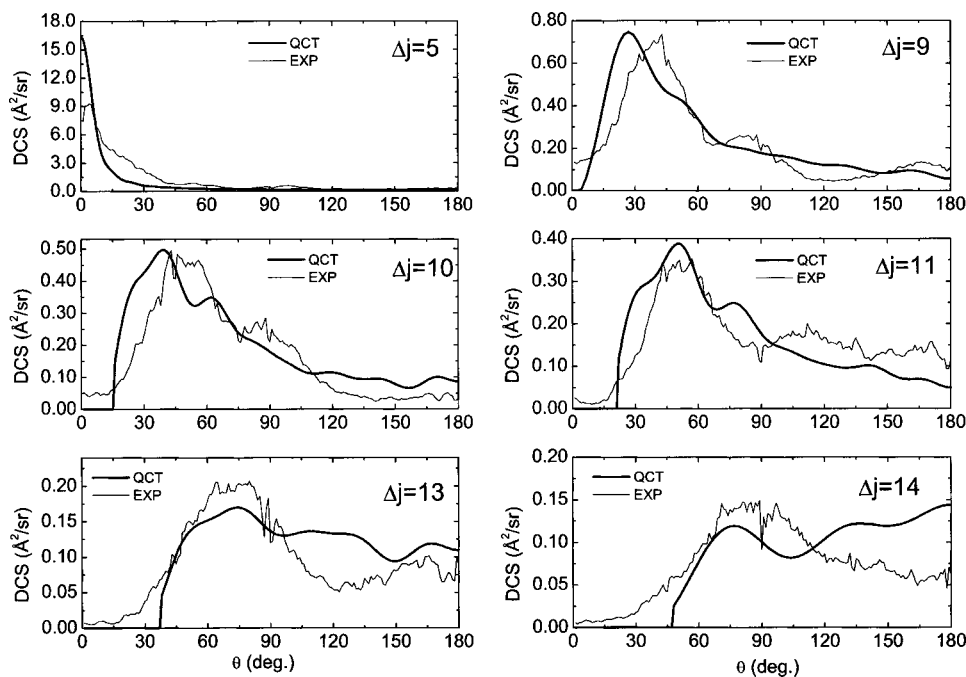 18.0
15.0
12.0
9.0
6.0
3.0
0.0
DCS (Å²/sr)
QCT
EXP
Δj=5
0 30 60 90 120 150 180
0.80
0.60
0.40
0.20
0.00
DCS (Å²/sr)
QCT
EXP
Δj=9
0 30 60 90 120 150 180
0.50
0.40
0.30
0.20
0.10
0.00
DCS (Å²/sr)
QCT
EXP
Δj=10
0 30 60 90 120 150 180
0.40
0.30
0.20
0.10
0.00
DCS (Å²/sr)
QCT
EXP
Δj=11
0 30 60 90 120 150 180
0.20
0.15
0.10
0.05
0.00
DCS (Å²/sr)
QCT
EXP
Δj=13
0 30 60 90 120 150 180
θ (deg.)
0.20
0.15
0.10
0.05
0.00
DCS (Å²/sr)
QCT
EXP
Δj=14
0 30 60 90 120 150 180
θ (deg.)